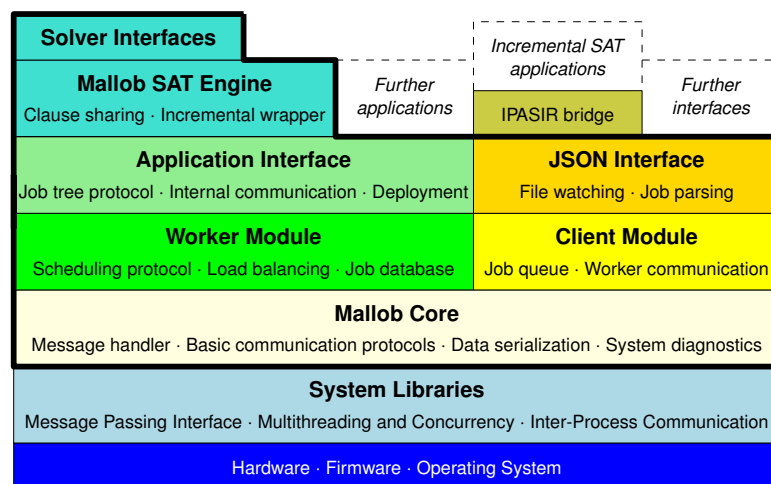 Solver Interfaces
Incremental SAT
applications
Mallob SAT Engine
Clause sharing · Incremental wrapper
Further
applications
IPASIR bridge
Further
interfaces
Application Interface
Job tree protocol · Internal communication · Deployment
JSON Interface
File watching · Job parsing
Worker Module
Scheduling protocol · Load balancing · Job database
Client Module
Job queue · Worker communication
Mallob Core
Message handler · Basic communication protocols · Data serialization · System diagnostics
System Libraries
Message Passing Interface · Multithreading and Concurrency · Inter-Process Communication
Hardware · Firmware · Operating System